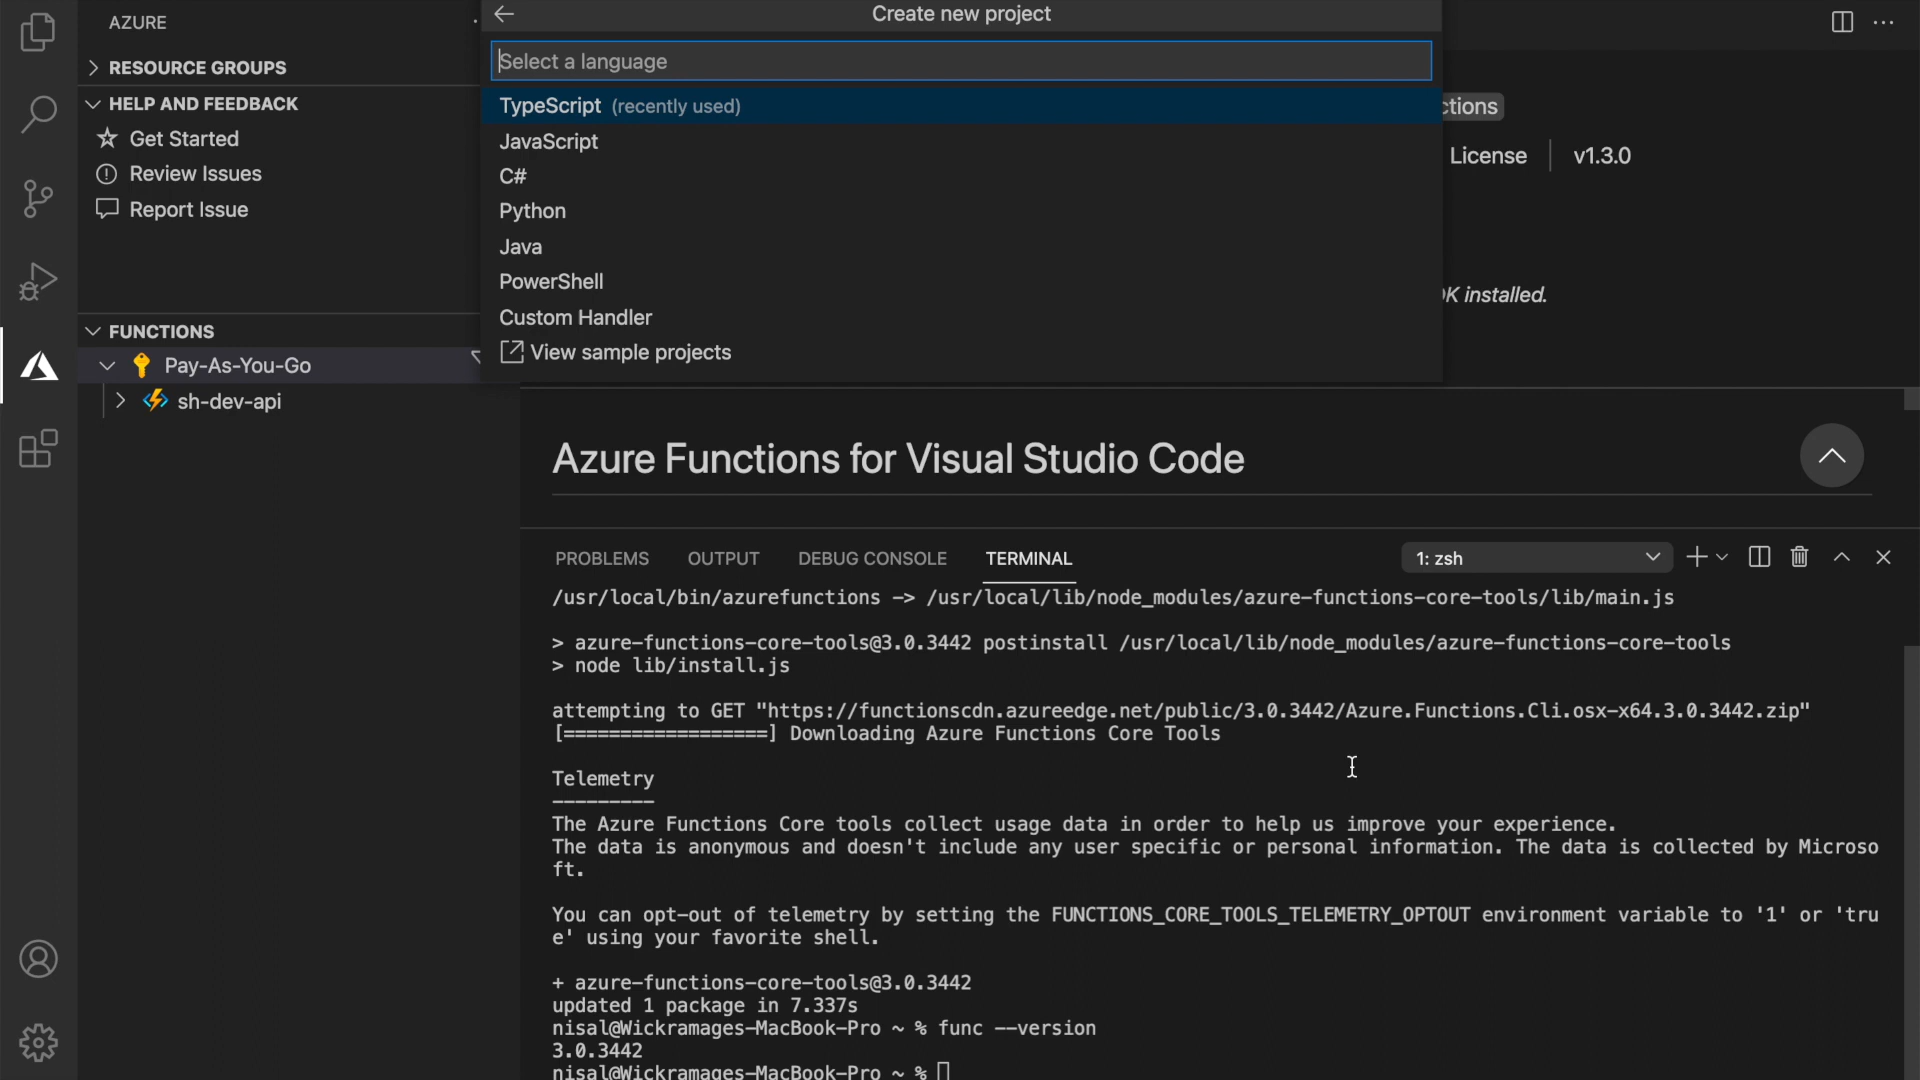 AZURE
RESOURCE GROUPS
HELP AND FEEDBACK
Get Started
Review Issues
Report Issue
FUNCTIONS
Pay-As-You-Go
sh-dev-api
Create new project
Select a language
TypeScript (recently used)
JavaScript
C#
Python
Java
PowerShell
Custom Handler
View sample projects
ctions
License v1.3.0
K installed.
Azure Functions for Visual Studio Code
PROBLEMS OUTPUT DEBUG CONSOLE TERMINAL 1: zsh
/usr/local/bin/azurefunctions -> /usr/local/lib/node_modules/azure-functions-core-tools/lib/main.js
> azure-functions-core-tools@3.0.3442 postinstall /usr/local/lib/node_modules/azure-functions-core-tools
> node lib/install.js
attempting to GET "https://functionscdn.azureedge.net/public/3.0.3442/Azure.Functions.Cli.osx-x64.3.0.3442.zip"
[==================] Downloading Azure Functions Core Tools
Telemetry
---------
The Azure Functions Core tools collect usage data in order to help us improve your experience.
The data is anonymous and doesn't include any user specific or personal information. The data is collected by Microso
ft.
You can opt-out of telemetry by setting the FUNCTIONS_CORE_TOOLS_TELEMETRY_OPTOUT environment variable to '1' or 'tru
e' using your favorite shell.
+ azure-functions-core-tools@3.0.3442
updated 1 package in 7.337s
nisal@Wickramages-MacBook-Pro ~ % func --version
3.0.3442
nisal@Wickramages-MacBook-Pro ~ %